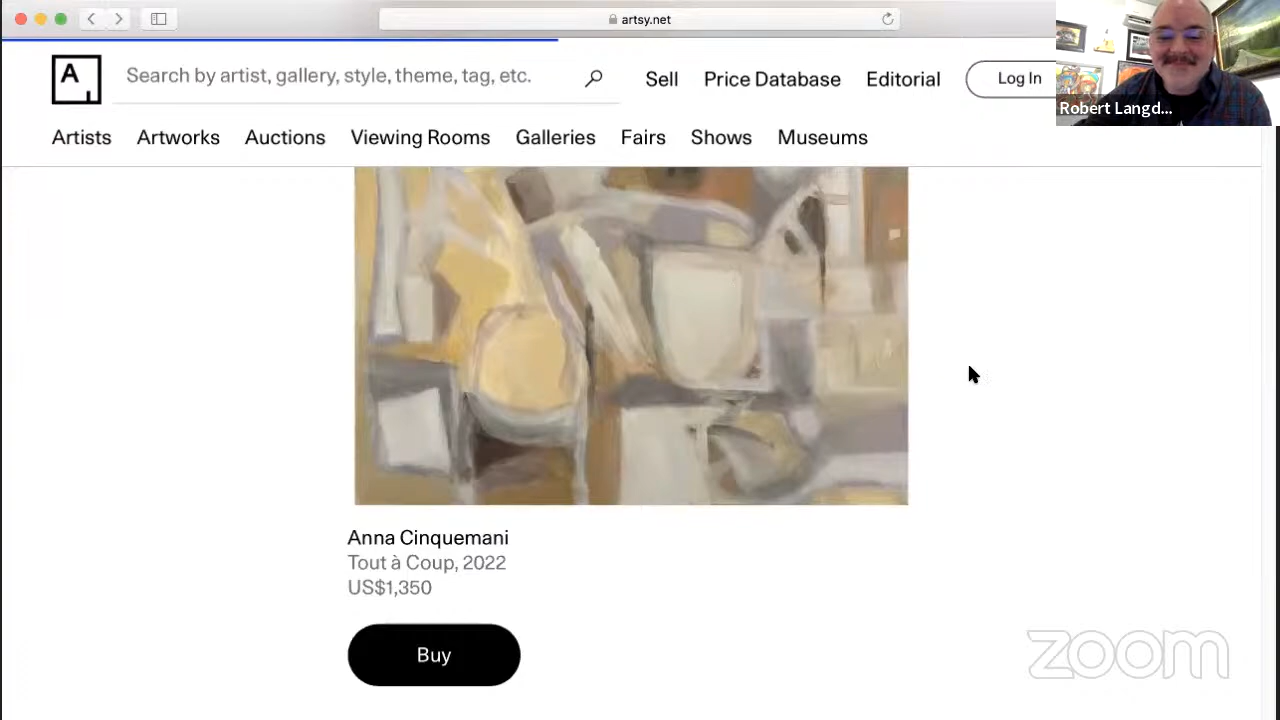 artsy.net
A
Search by artist, gallery, style, theme, tag, etc.
Sell
Price Database
Editorial
Log In
Robert Langd...
Artists
Artworks
Auctions
Viewing Rooms
Galleries
Fairs
Shows
Museums
Anna Cinquemani
Tout à Coup, 2022
US$1,350
Buy
zoom